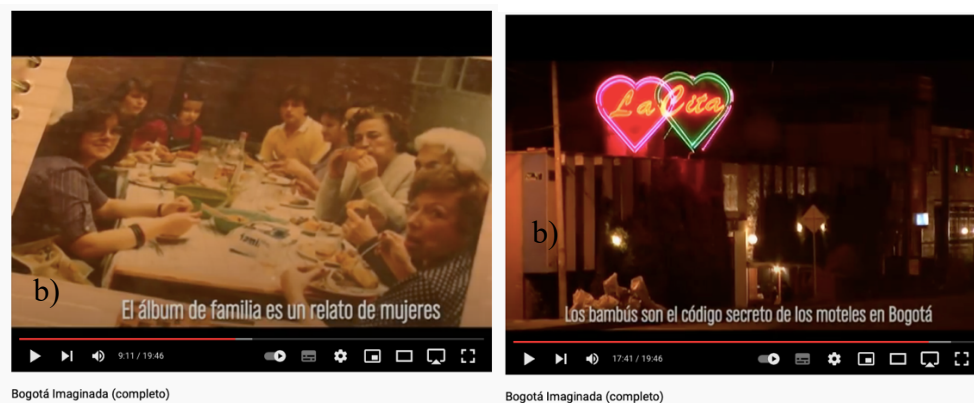 b)
El álbum de familia es un relato de mujeres
9:11 / 19:46
Bogotá Imaginada (completo)
La Cita
b)
Los bambús son el código secreto de los moteles en Bogotá
17:41 / 19:46
Bogotá Imaginada (completo)